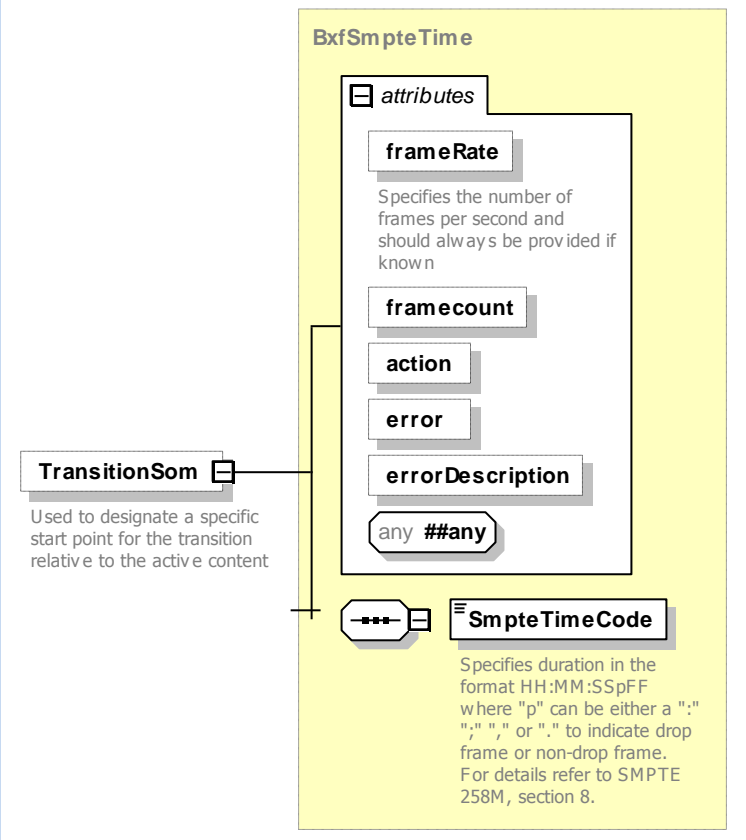 BxfSmpteTime
attributes
frameRate
Specifies the number of
frames per second and
should always be provided if
known
framecount
action
error
errorDescription
any ##any
TransitionSom
Used to designate a specific
start point for the transition
relative to the active content
SmpteTimeCode
Specifies duration in the
format HH:MM:SSpFF
where "p" can be either a ":"
";" "," or "." to indicate drop
frame or non-drop frame.
For details refer to SMPTE
258M, section 8.